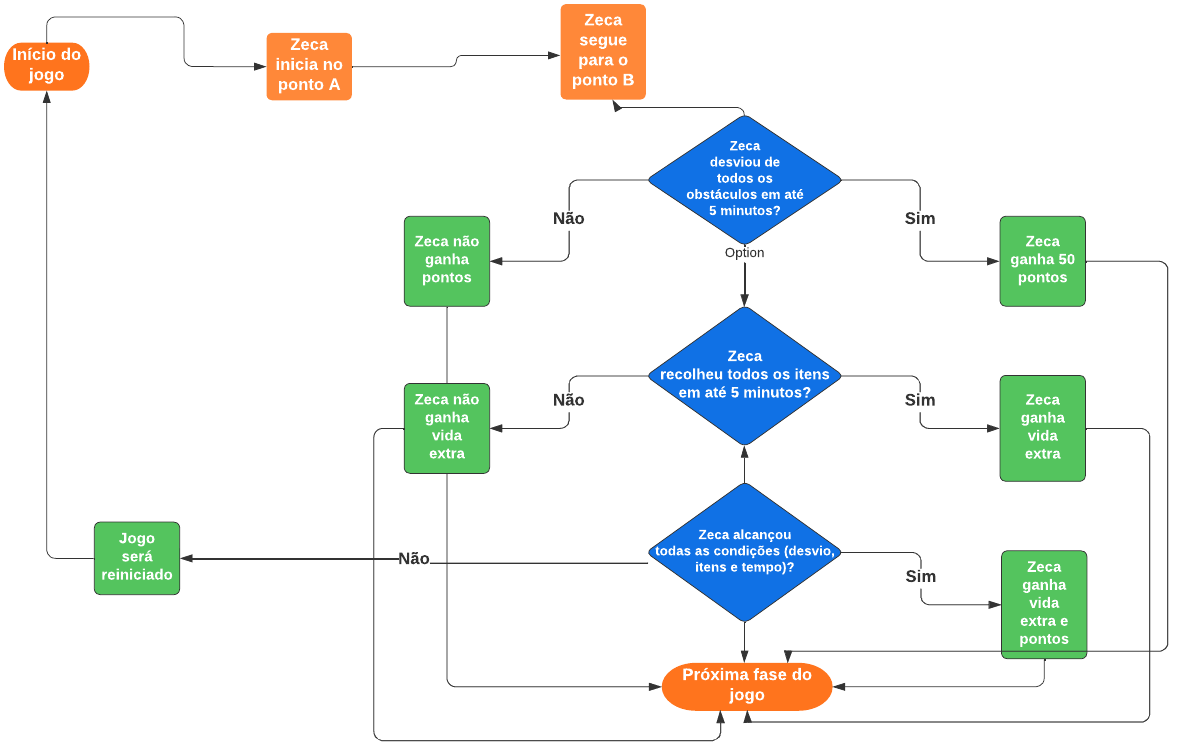 Início do
jogo
Zeca
inicia no
ponto A
Zeca
segue
para o
ponto B
Zeca
desviou de
todos os
obstáculos em até
5 minutos?
Não
Sim
Option
Zeca não
ganha
pontos
Zeca
ganha 50
pontos
Zeca
recolheu todos os itens
em até 5 minutos?
Não
Sim
Zeca não
ganha
vida
extra
Zeca
ganha
vida
extra
Zeca alcançou
todas as condições (desvio,
itens e tempo)?
Não
Sim
Jogo
será
reiniciado
Zeca
ganha
vida
extra e
pontos
Próxima fase do
jogo